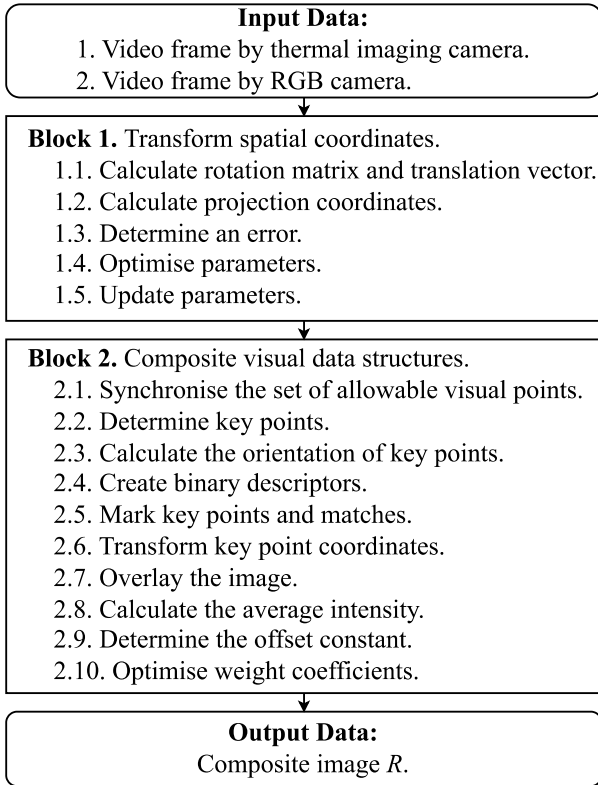 Input Data:
1. Video frame by thermal imaging camera.
2. Video frame by RGB camera.
Block 1. Transform spatial coordinates.
1.1. Calculate rotation matrix and translation vector.
1.2. Calculate projection coordinates.
1.3. Determine an error.
1.4. Optimise parameters.
1.5. Update parameters.
Block 2. Composite visual data structures.
2.1. Synchronise the set of allowable visual points.
2.2. Determine key points.
2.3. Calculate the orientation of key points.
2.4. Create binary descriptors.
2.5. Mark key points and matches.
2.6. Transform key point coordinates.
2.7. Overlay the image.
2.8. Calculate the average intensity.
2.9. Determine the offset constant.
2.10. Optimise weight coefficients.
Output Data:
Composite image R.